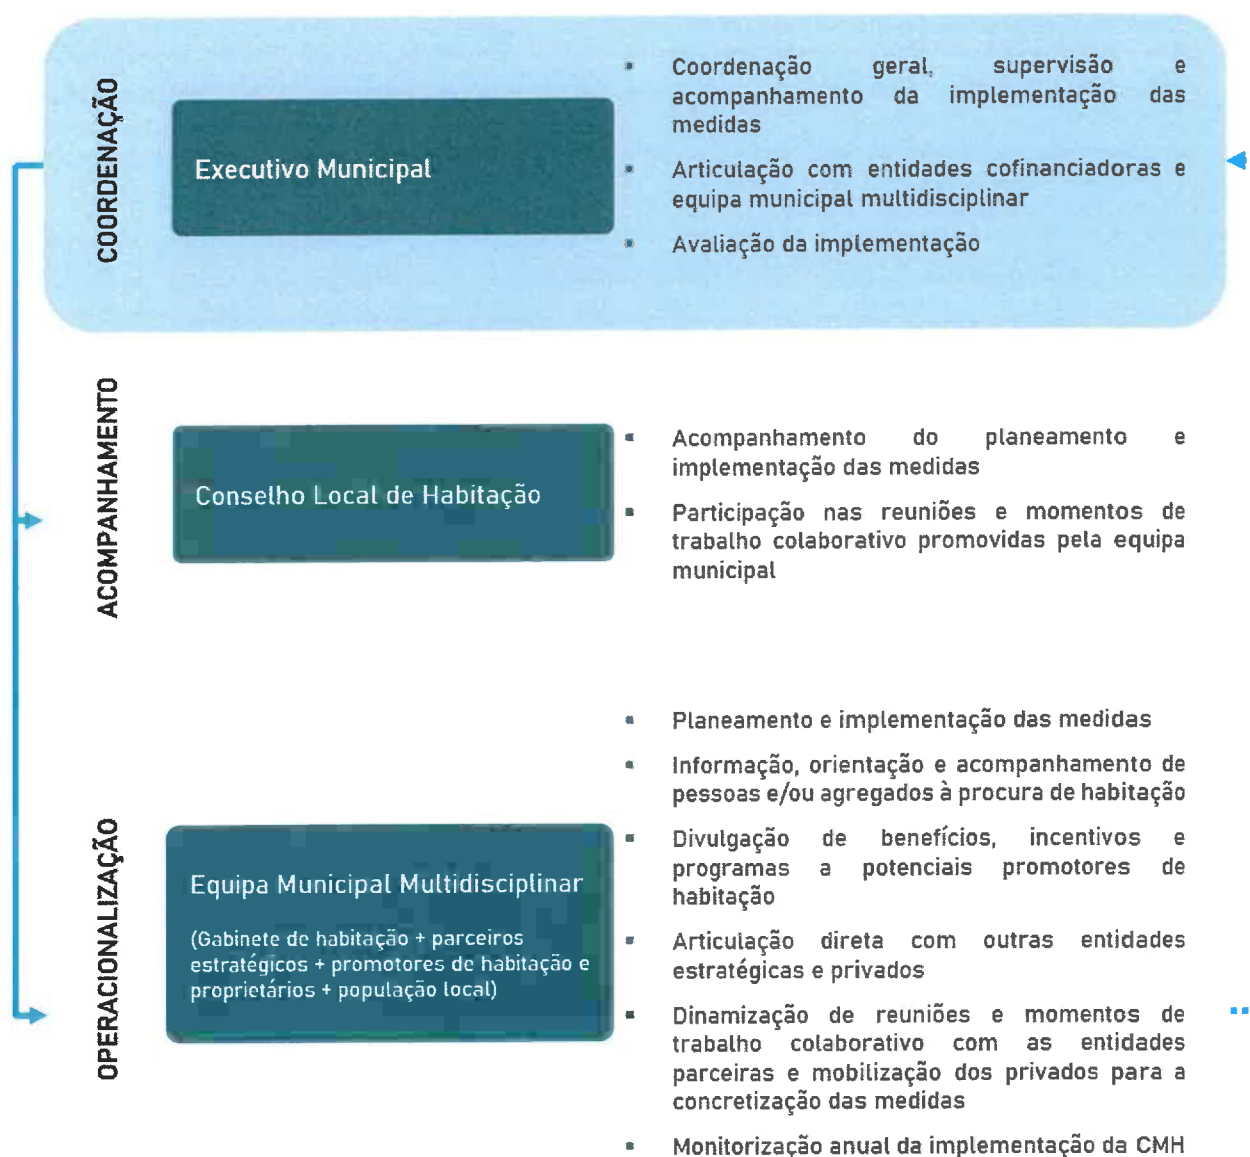 COORDENAÇÃO
Executivo Municipal
▪ Coordenação geral, supervisão e
acompanhamento da implementação das
medidas
▪ Articulação com entidades cofinanciadoras e
equipa municipal multidisciplinar
▪ Avaliação da implementação
ACOMPANHAMENTO
Conselho Local de Habitação
▪ Acompanhamento do planeamento e
implementação das medidas
▪ Participação nas reuniões e momentos de
trabalho colaborativo promovidas pela equipa
municipal
OPERACIONALIZAÇÃO
Equipa Municipal Multidisciplinar
(Gabinete de habitação + parceiros
estratégicos + promotores de habitação e
proprietários + população local)
▪ Planeamento e implementação das medidas
▪ Informação, orientação e acompanhamento de
pessoas e/ou agregados à procura de habitação
▪ Divulgação de benefícios, incentivos e
programas a potenciais promotores de
habitação
▪ Articulação direta com outras entidades
estratégicas e privados
▪ Dinamização de reuniões e momentos de
trabalho colaborativo com as entidades
parceiras e mobilização dos privados para a
concretização das medidas
▪ Monitorização anual da implementação da CMH